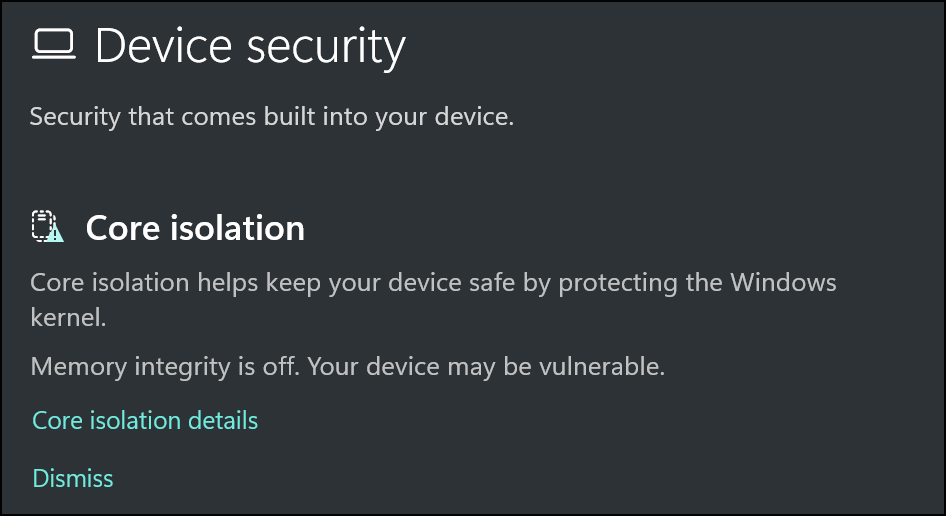 Device security
Security that comes built into your device.
Core isolation
Core isolation helps keep your device safe by protecting the Windows
kernel.
Memory integrity is off. Your device may be vulnerable.
Core isolation details
Dismiss